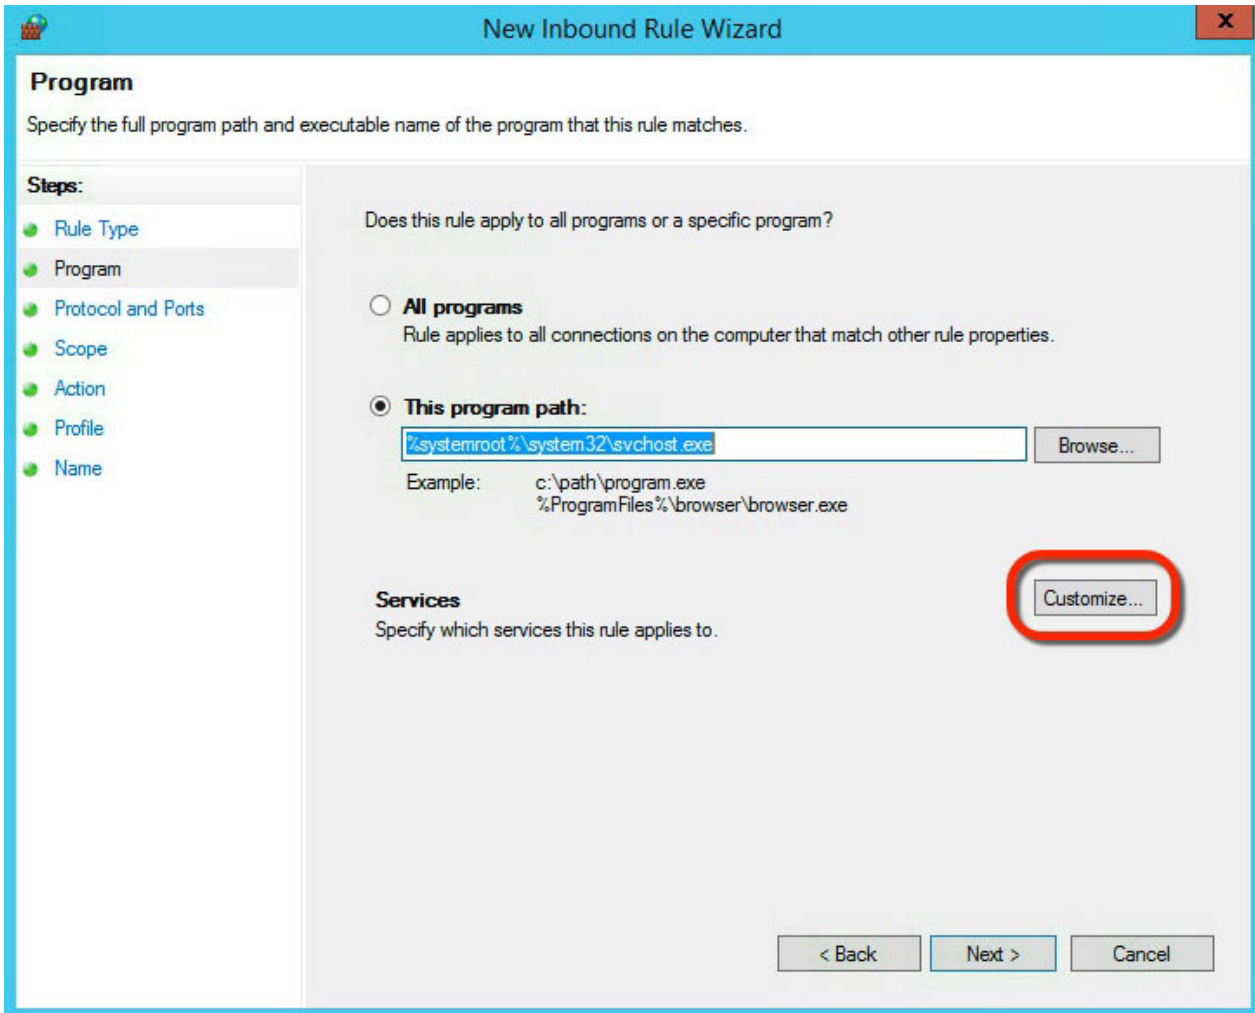 New Inbound Rule Wizard
x
Program
Specify the full program path and executable name of the program that this rule matches.
Steps:
Rule Type
Program
Protocol and Ports
Scope
Action
Profile
Name
Does this rule apply to all programs or a specific program?
All programs
Rule applies to all connections on the computer that match other rule properties.
This program path:
%systemroot%\system32\svchost.exe
Browse...
Example: c:\path\program.exe
%ProgramFiles%\browser\browser.exe
Services
Customize...
Specify which services this rule applies to.
< Back Next > Cancel